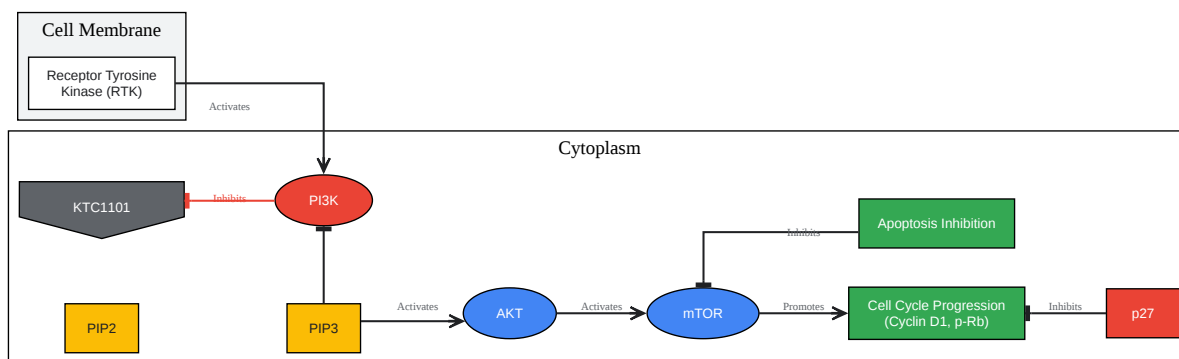 Cell Membrane
Receptor Tyrosine
Kinase (RTK)
Activates
Cytoplasm
KTC1101
Inhibits
PI3K
Apoptosis Inhibition
Inhibits
PIP2
PIP3
Activates
AKT
Activates
mTOR
Promotes
Cell Cycle Progression
(Cyclin D1, p-Rb)
Inhibits
p27